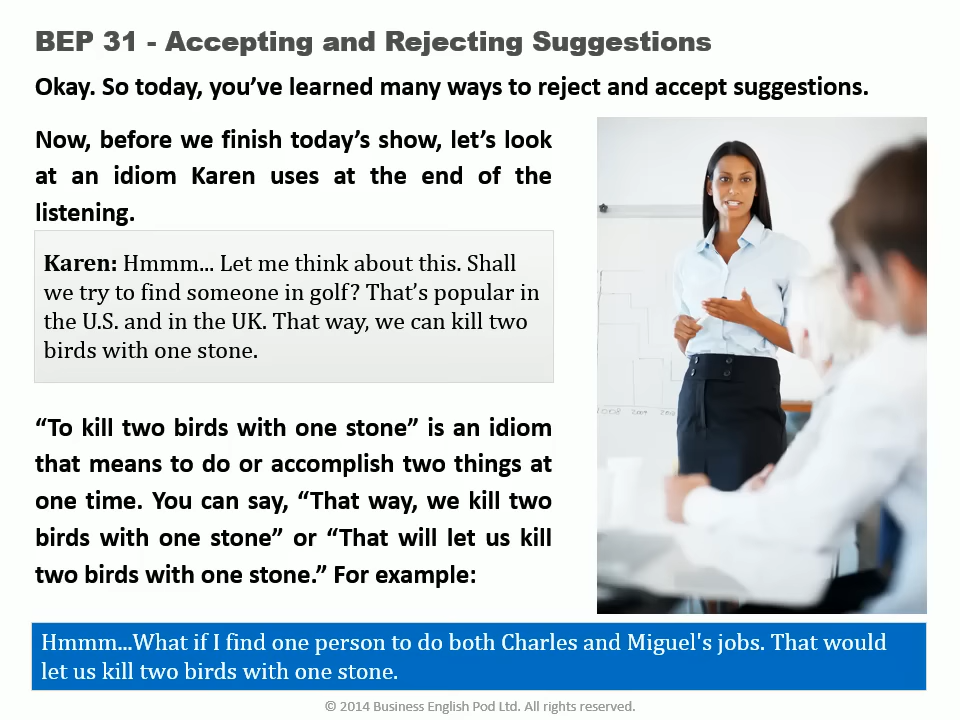 BEP 31 - Accepting and Rejecting Suggestions
Okay. So today, you’ve learned many ways to reject and accept suggestions.
Now, before we finish today’s show, let’s look
at an idiom Karen uses at the end of the
listening.
Karen: Hmmm... Let me think about this. Shall
we try to find someone in golf? That’s popular in
the U.S. and in the UK. That way, we can kill two
birds with one stone.
“To kill two birds with one stone” is an idiom
that means to do or accomplish two things at
one time. You can say, “That way, we kill two
birds with one stone” or “That will let us kill
two birds with one stone.” For example:
Hmmm...What if I find one person to do both Charles and Miguel's jobs. That would
let us kill two birds with one stone.
© 2014 Business English Pod Ltd. All rights reserved.